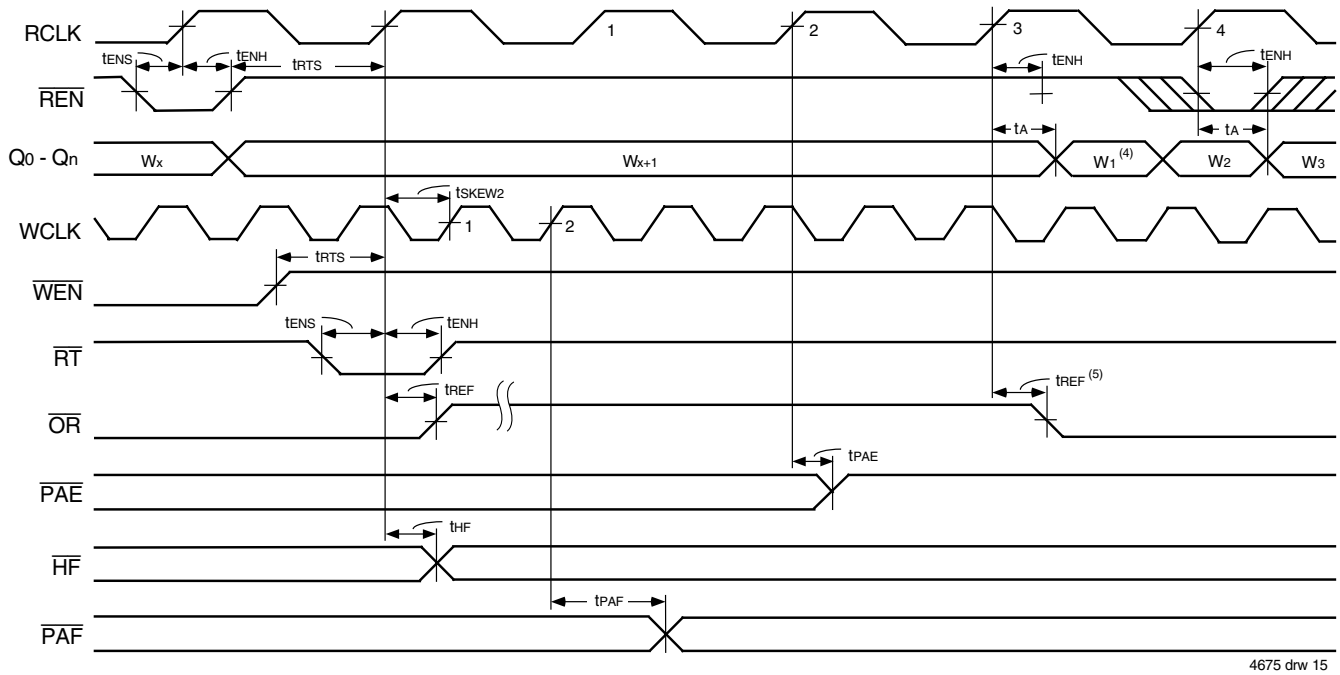 RCLK 1 2 3 4
tENS tENH tRTS tENH tENH
REN
tA tA
Q0 - Qn Wx Wx+1 W1 (4) W2 W3
tSKEW2
WCLK 1 2
tRTS
WEN
tENS tENH
RT
tREF tREF (5)
OR
tPAE
PAE
tHF
HF
tPAF
PAF
4675 drw 15